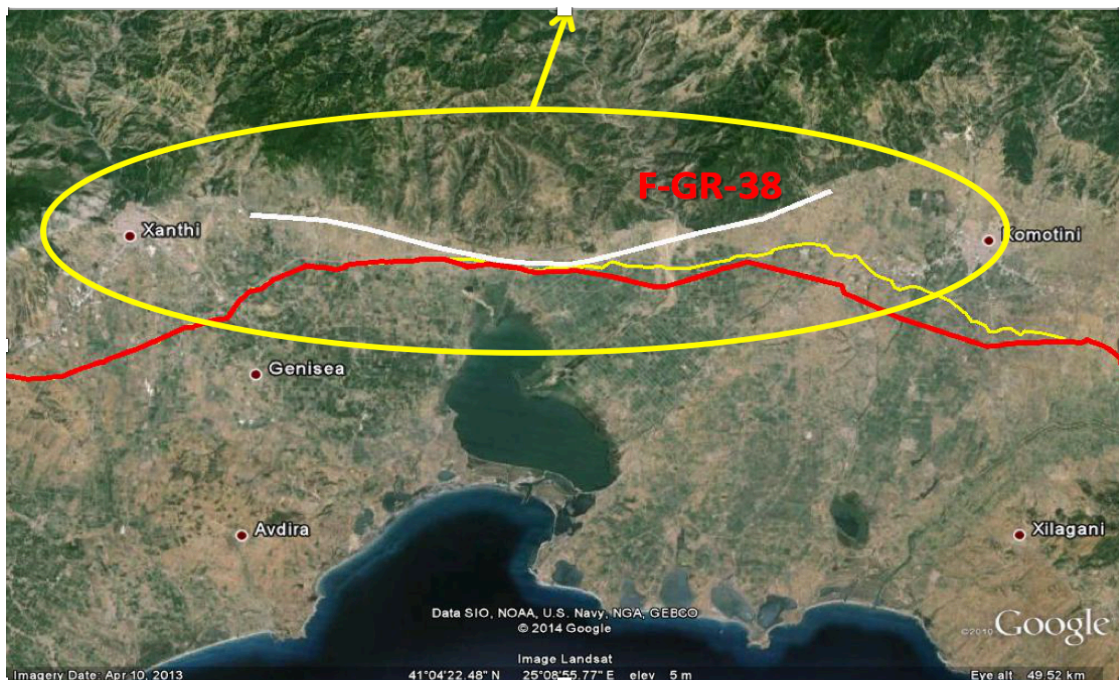 F-GR-38
Xanthi
Komotini
Genisea
Avdira
Xilagani
Data SIO, NOAA, U.S. Navy, NGA, GEBCO
© 2014 Google
©2010 Google
Image Landsat
Imagery Date: Apr 10, 2013 41°04'22.48" N 25°08'55.77" E elev 5 m Eye alt 49.52 km